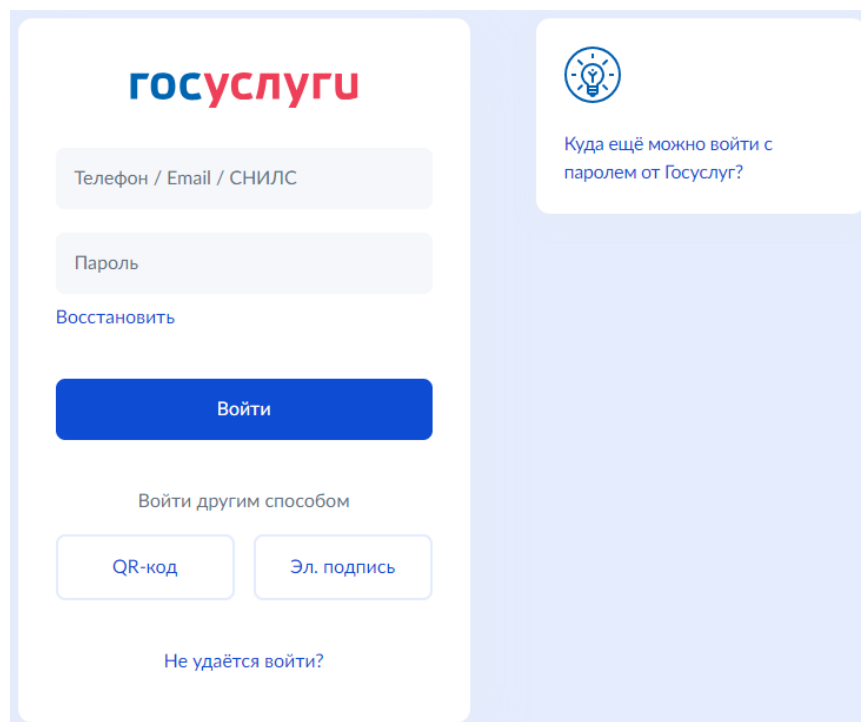 госуслуги
Телефон / Email / СНИЛС
Пароль
Восстановить
Войти
Войти другим способом
QR-код
Эл. подпись
Не удаётся войти?
Куда ещё можно войти с
паролем от Госуслуг?